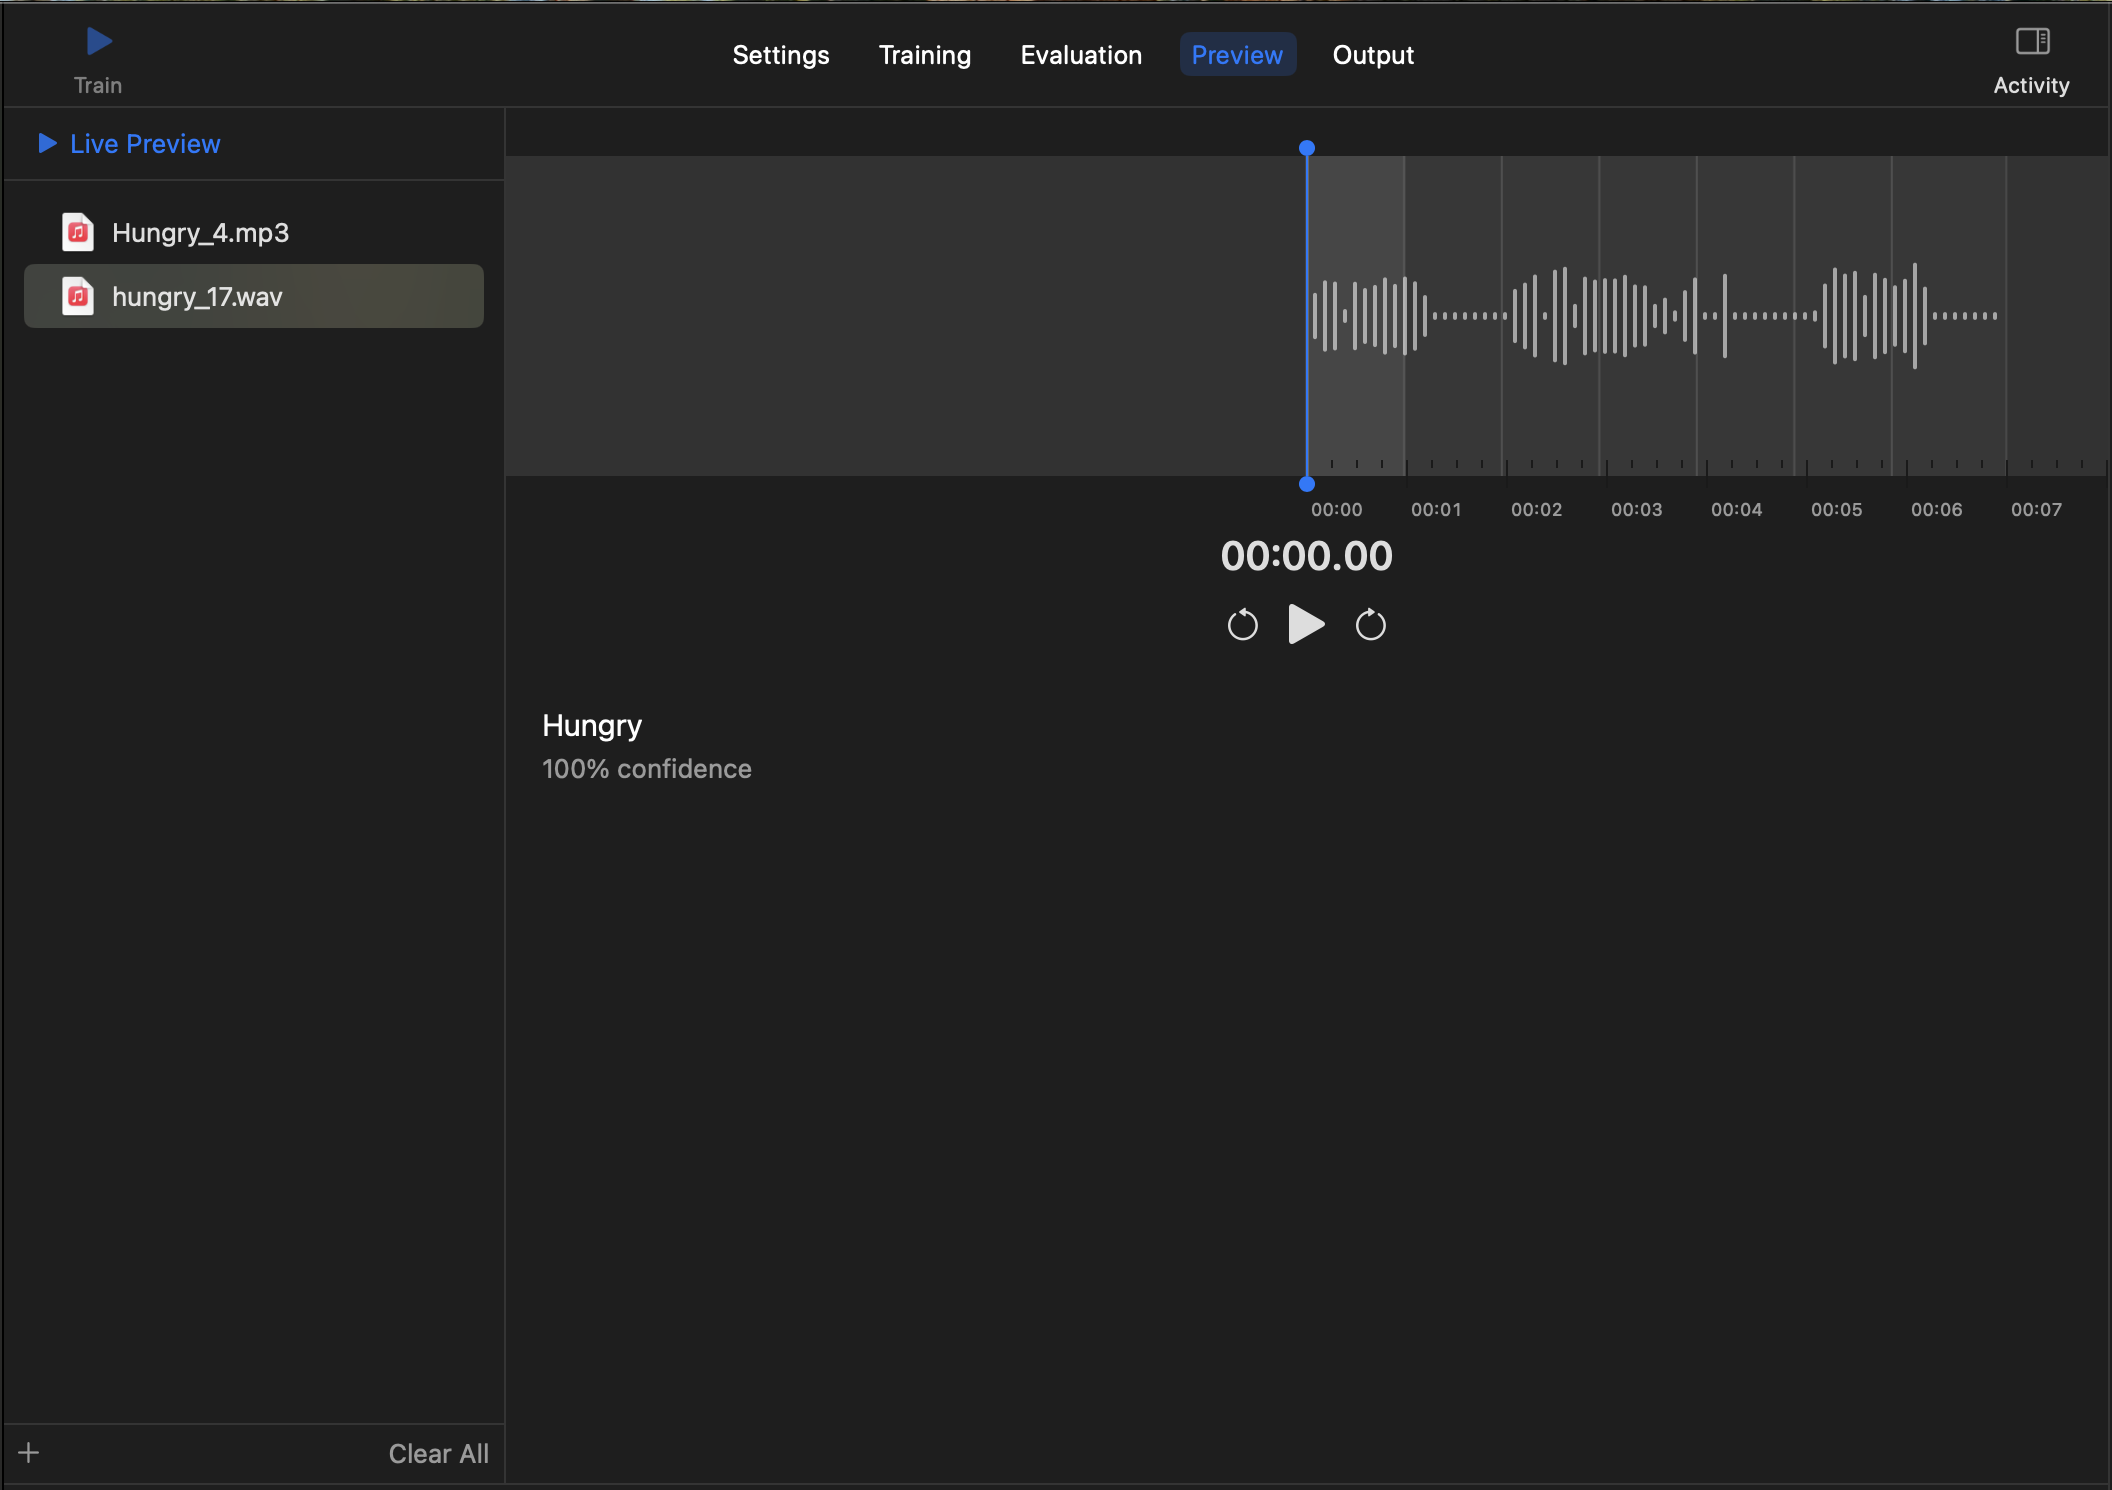 Train
Settings
Training
Evaluation
Preview
Output
Activity
Live Preview
Hungry_4.mp3
hungry_17.wav
00:00
00:01
00:02
00:03
00:04
00:05
00:06
00:07
00:00.00
Hungry
100% confidence
Clear All